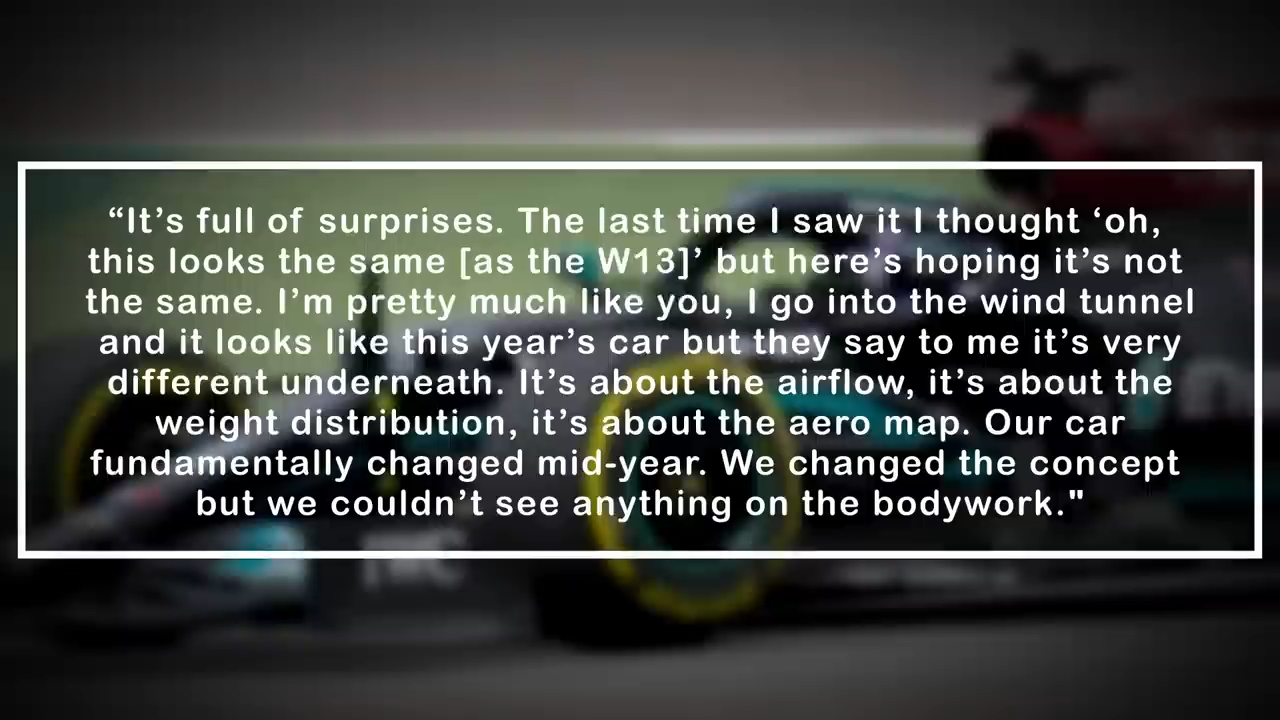 “It’s full of surprises. The last time I saw it I thought ‘oh,
this looks the same [as the W13]’ but here’s hoping it’s not
the same. I’m pretty much like you, I go into the wind tunnel
and it looks like this year’s car but they say to me it’s very
different underneath. It’s about the airflow, it’s about the
weight distribution, it’s about the aero map. Our car
fundamentally changed mid-year. We changed the concept
but we couldn’t see anything on the bodywork."
IWC